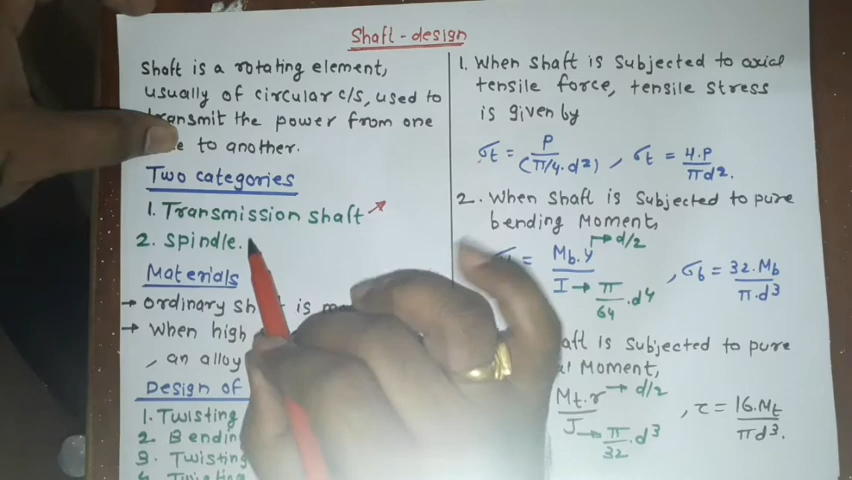 Shaft-design
Shaft is a rotating element,
usually of circular c/s, used to
transmit the power from one
to another.
Two categories
1. Transmission shaft
2. Spindle.
Materials
→ Ordinary sh is
→ When high
, an alloy
Design of
1. Twisting
2. Bendin
3. Twisting
4. Twisting
1. When shaft is subjected to axial
tensile force, tensile stress
is given by
σt = P/(π/4.d²) , σt = 4.P/πd².
2. When shaft is subjected to pure
bending Moment,
= Mb.y/I , σb = 32.Mb/π.d³
y → d/2
I → π/64 .d⁴
aft is subjected to pure
Moment,
Mt.r/J , τ = 16.Mt/πd³.
r → d/2
J → π/32 .d³